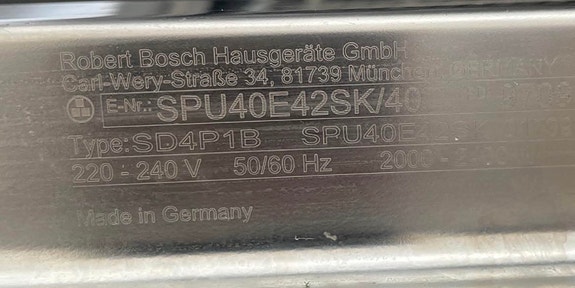 Robert Bosch Hausgeräte GmbH
Carl-Wery-Straße 34, 81739 München
E-Nr.: SPU40E42SK/40
Type: SD4P1B SPU40E
220 - 240 V 50/60 Hz
Made in Germany